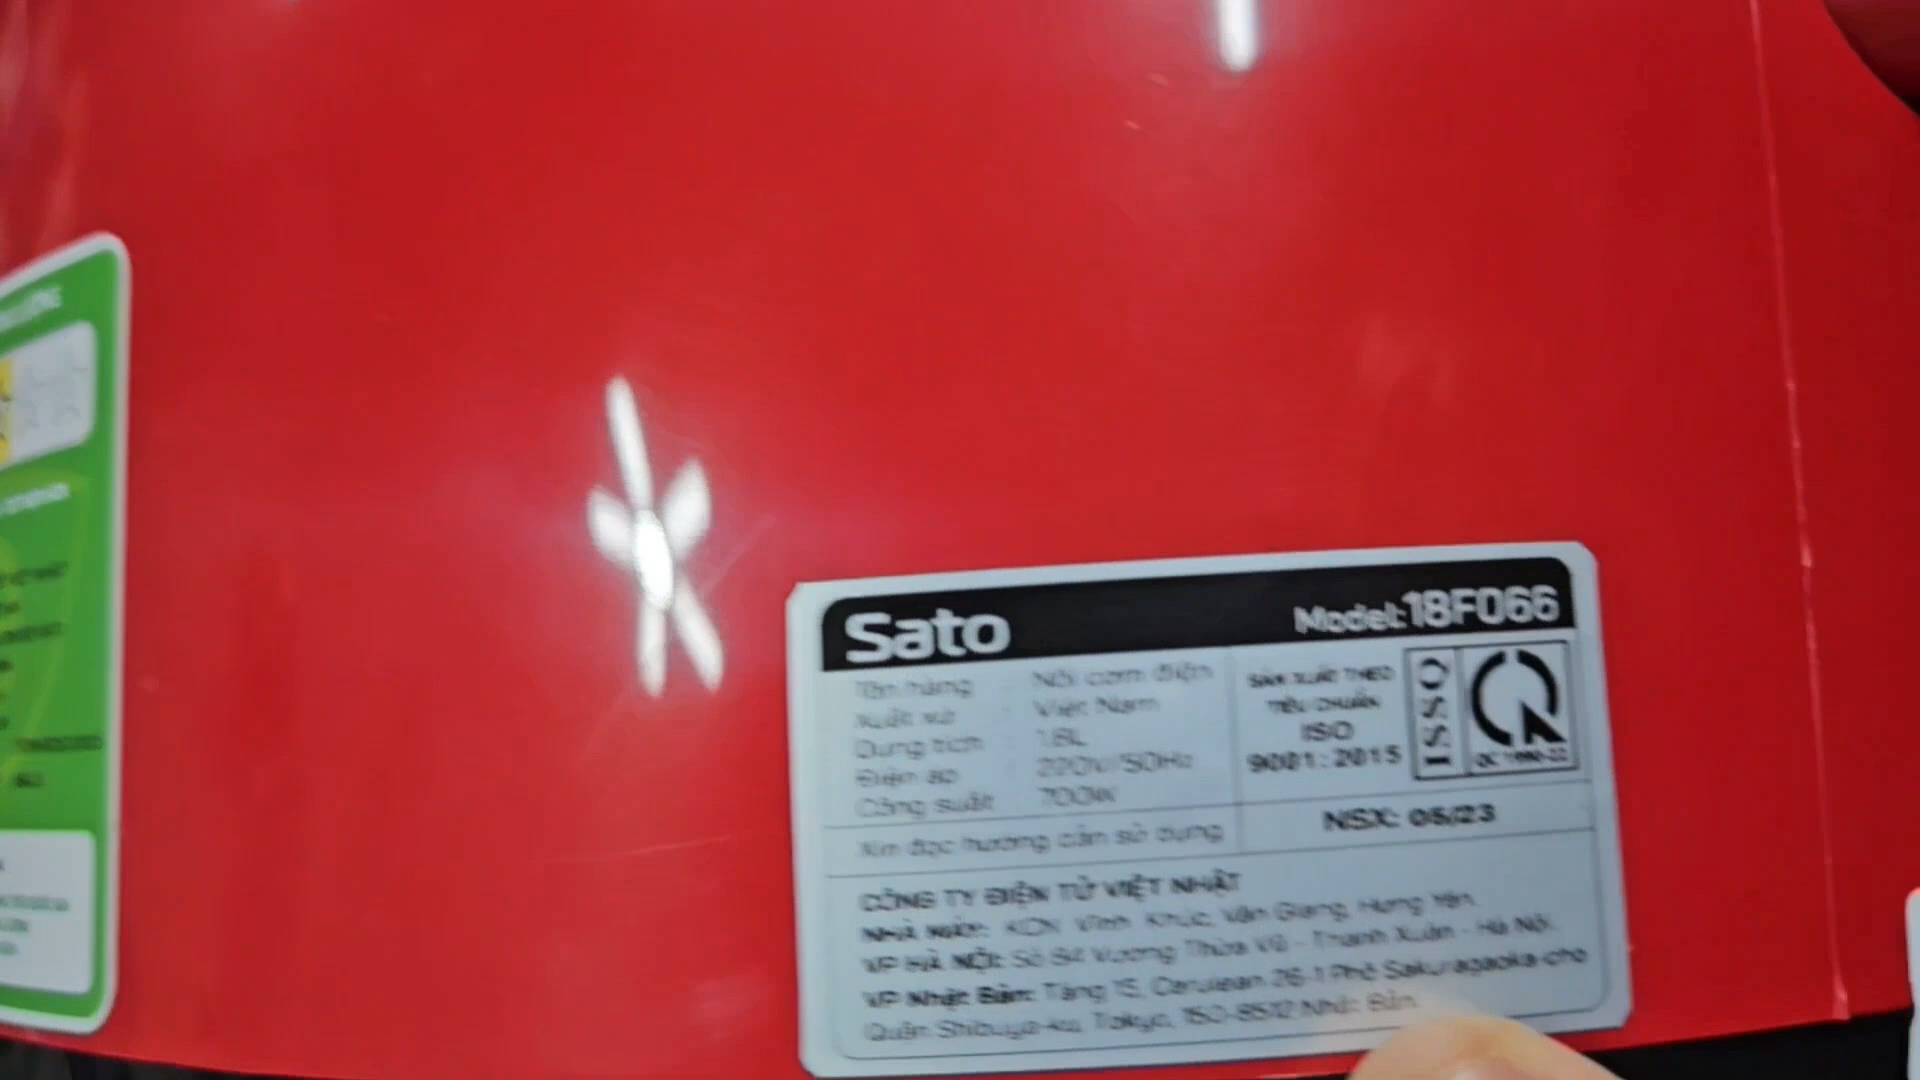 Sato
Model: 18F066
Tên hàng : Nồi cơm điện
Xuất xứ : Việt Nam
Dung tích : 1.8L
Điện áp : 220V/50Hz
Công suất : 700W
SẢN XUẤT THEO
TIÊU CHUẨN
ISO
9001:2015
ISSQ
QC
Xin đọc hướng dẫn sử dụng
NSX: 05/23
CÔNG TY ĐIỆN TỬ VIỆT NHẬT
NHÀ MÁY: KCN Vĩnh Khúc, Văn Giang, Hưng Yên.
VP HÀ NỘI: Số 84 Vương Thừa Vũ - Thanh Xuân - Hà Nội.
VP Nhật Bản: Tầng 15, Cerulean 26-1 Phố Sakuragaoka-cho
Quận Shibuya-ku, Tokyo, 150-8512 Nhật Bản.